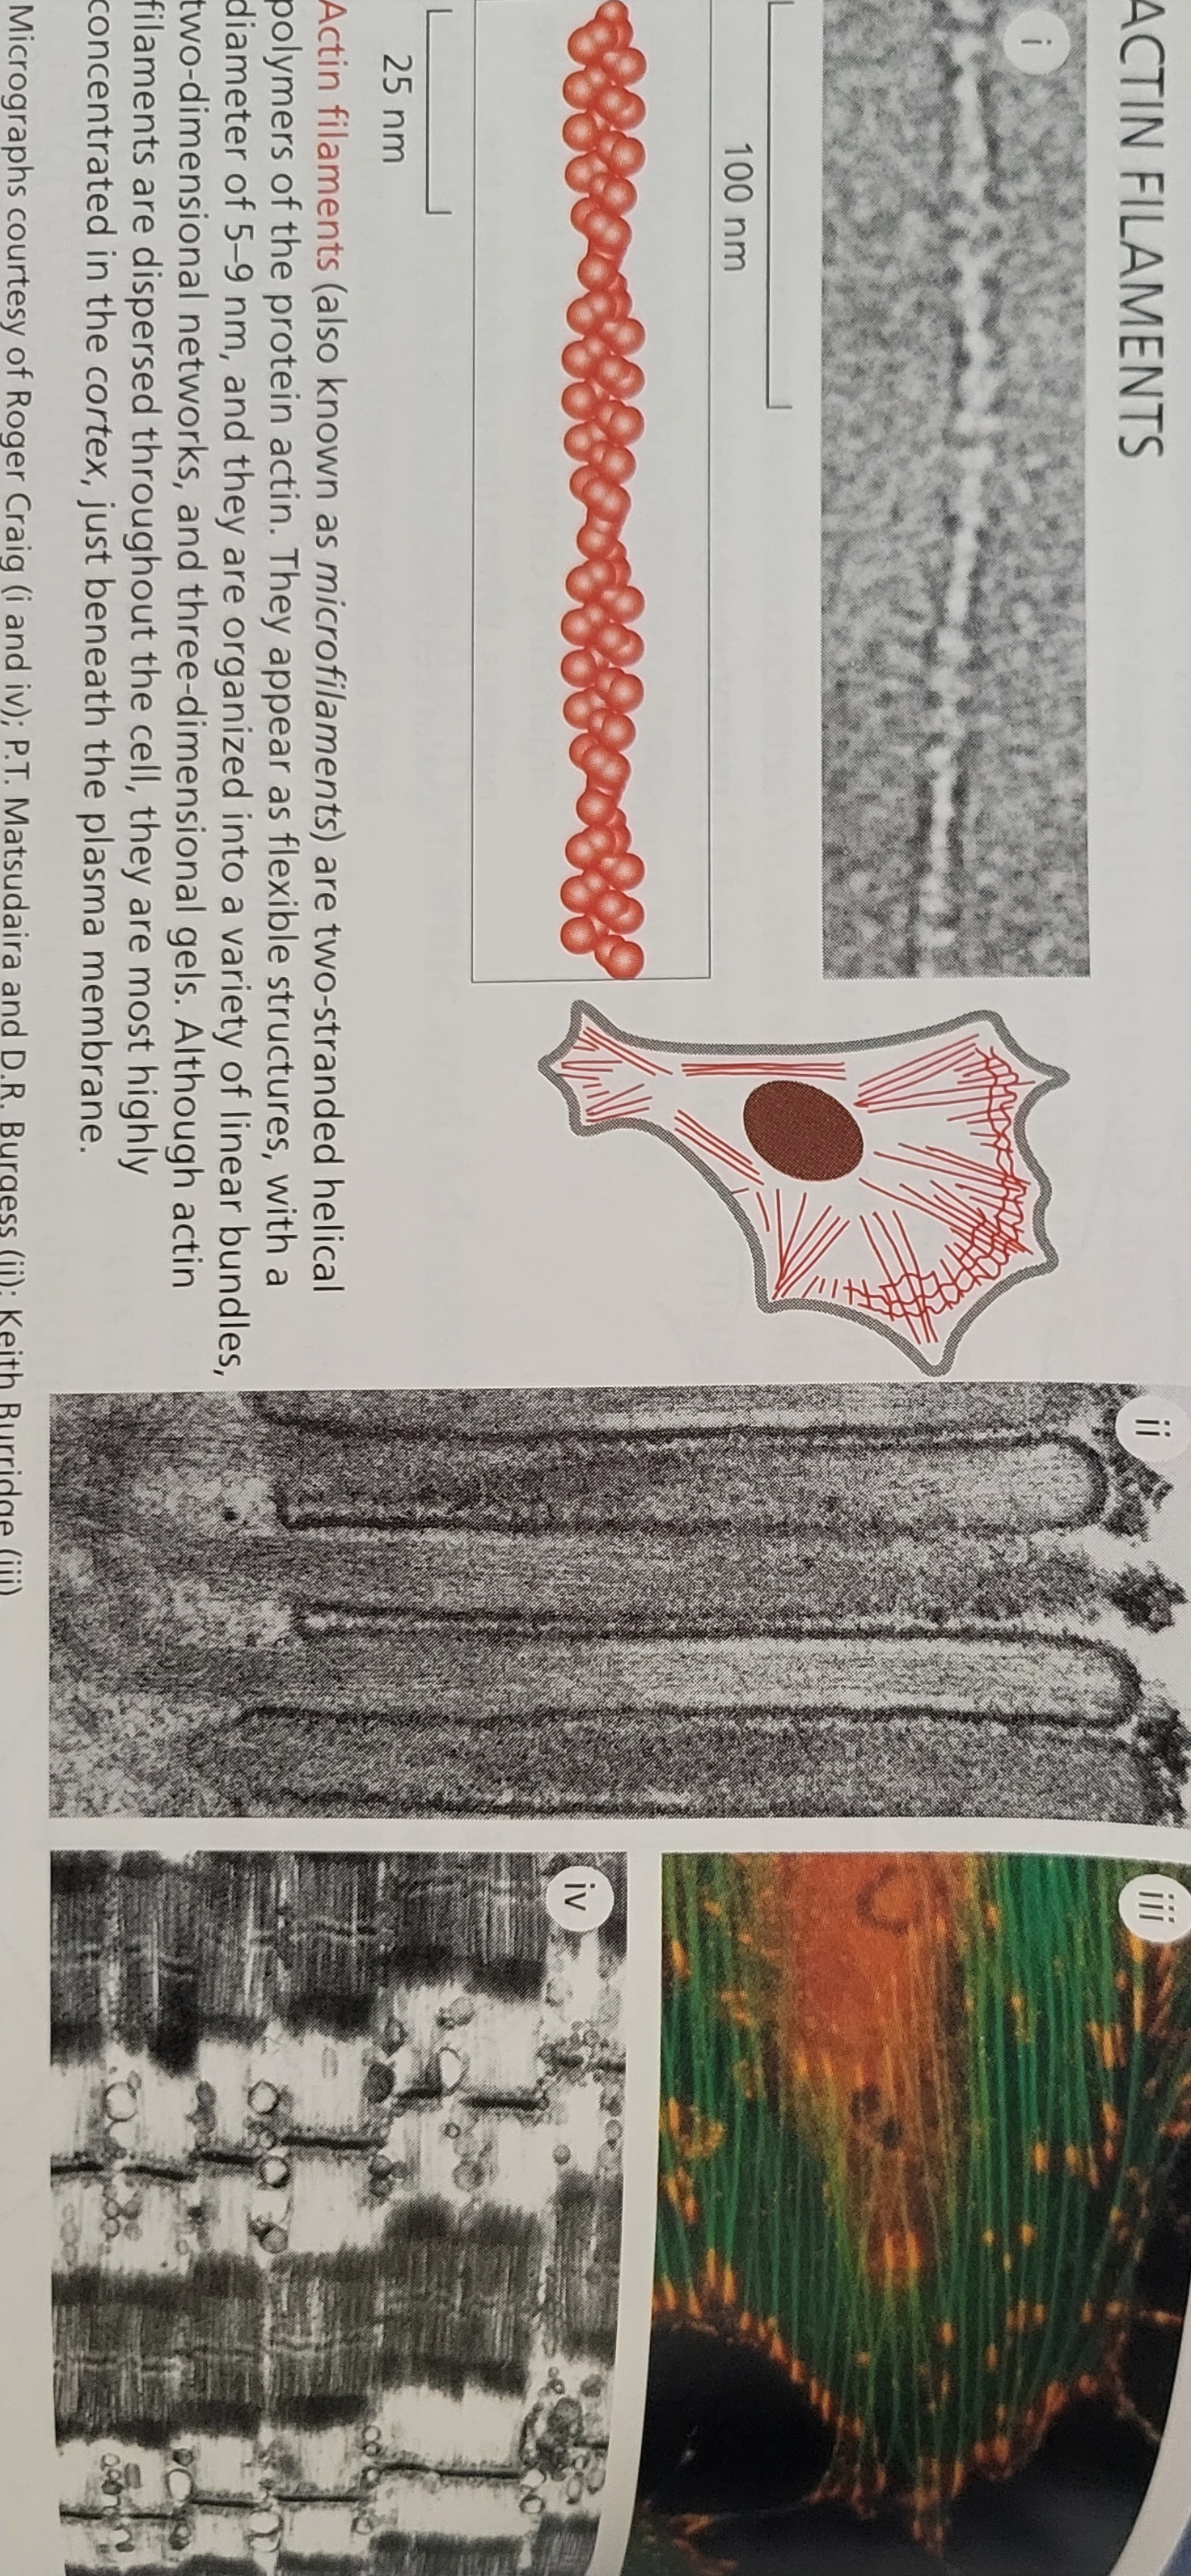 ACTIN FILAMENTS
i
100 nm
25 nm
ii
iii
iv
Actin filaments (also known as microfilaments) are two-stranded helical
polymers of the protein actin. They appear as flexible structures, with a
diameter of 5–9 nm, and they are organized into a variety of linear bundles,
two-dimensional networks, and three-dimensional gels. Although actin
filaments are dispersed throughout the cell, they are most highly
concentrated in the cortex, just beneath the plasma membrane.
Micrographs courtesy of Roger Craig (i and iv); P.T. Matsudaira and D.R. Burgess (ii); Keith Burridge (iii)